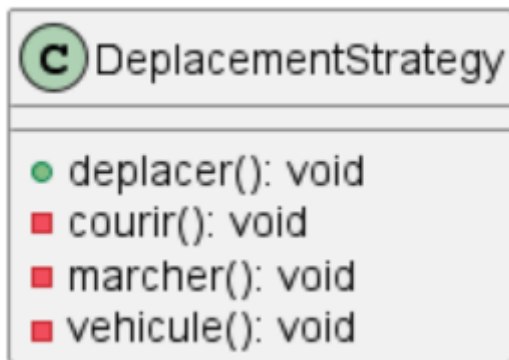 C DeplacementStrategy
deplacer(): void
courir(): void
marcher(): void
vehicule(): void